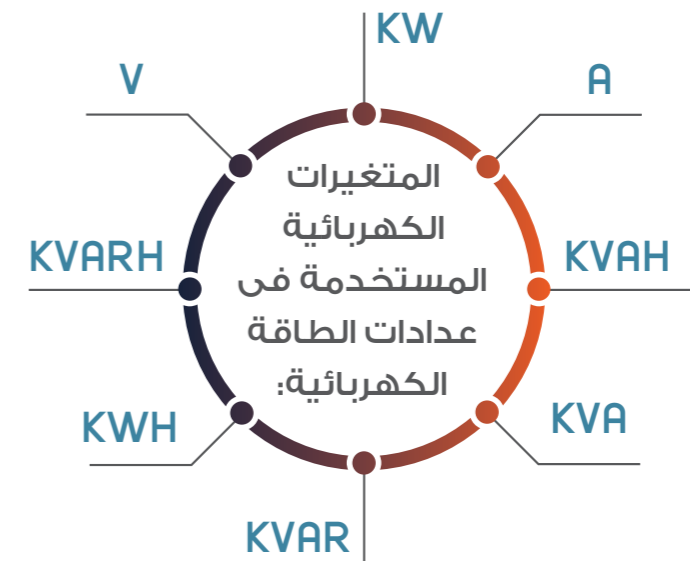 KW
V
A
المتغيرات
الكهربائية
المستخدمة فى
عدادات الطاقة
الكهربائية:
KVARH
KVAH
KWH
KVA
KVAR